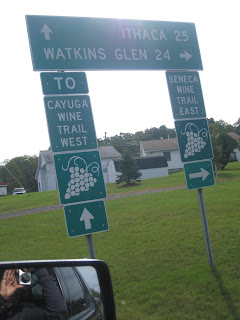 ITHACA 25
WATKINS GLEN 24
TO
CAYUGA
WINE
TRAIL
WEST
SENECA
WINE
TRAIL
EAST